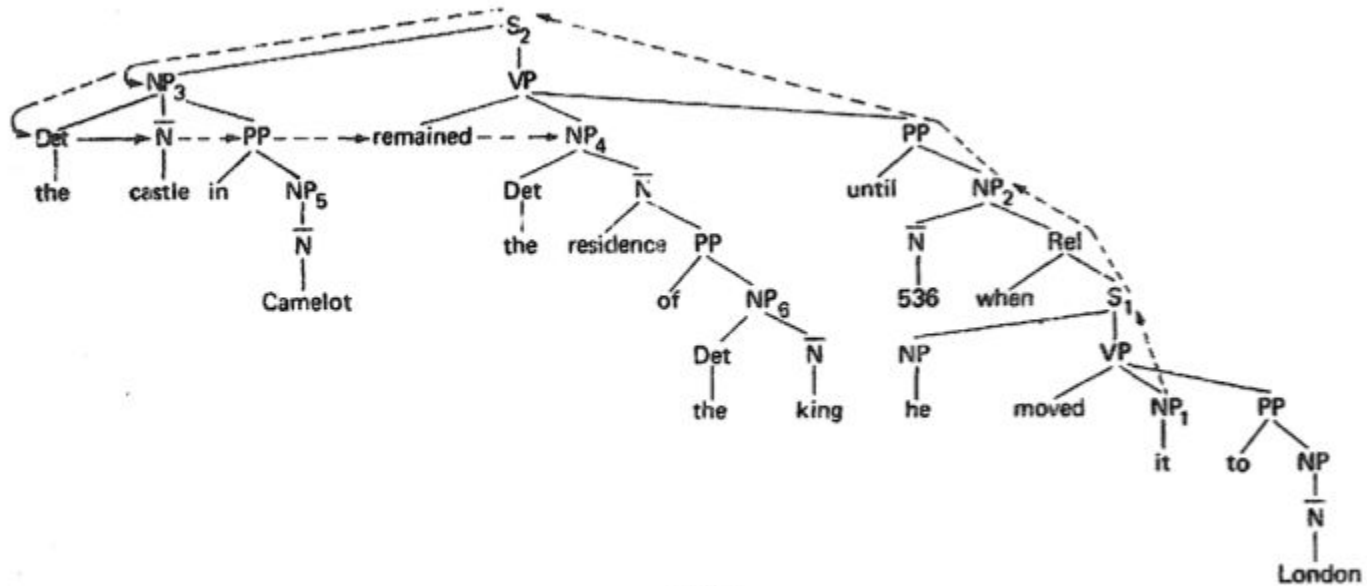 S2
NP3 VP
Det N̅ PP remained NP4 PP
the castle in NP5 Det N̅ until NP2
N̅ the residence PP N̅ Rel
Camelot of NP6 536 when S1
Det N̅ NP VP
the king he moved NP1 PP
it to NP
N̅
London